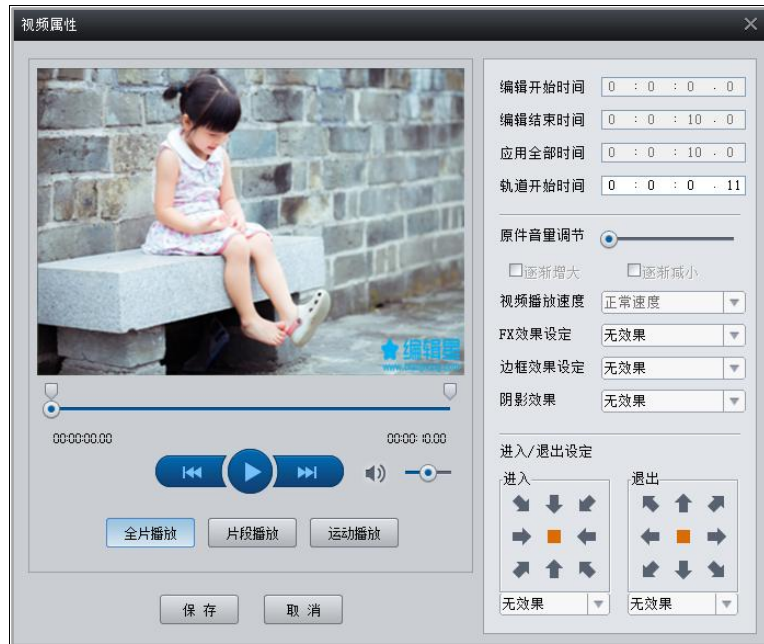 视频属性
编辑开始时间 0 : 0 : 0 . 0
编辑结束时间 0 : 0 : 10 . 0
应用全部时间 0 : 0 : 10 . 0
轨道开始时间 0 : 0 : 0 . 11
原件音量调节
逐渐增大 逐渐减小
视频播放速度 正常速度
FX效果设定 无效果
边框效果设定 无效果
阴影效果 无效果
编辑星
00:00:00.00 00:00:10.00
进入/退出设定
进入 退出
全片播放 片段播放 运动播放
无效果 无效果
保存 取消